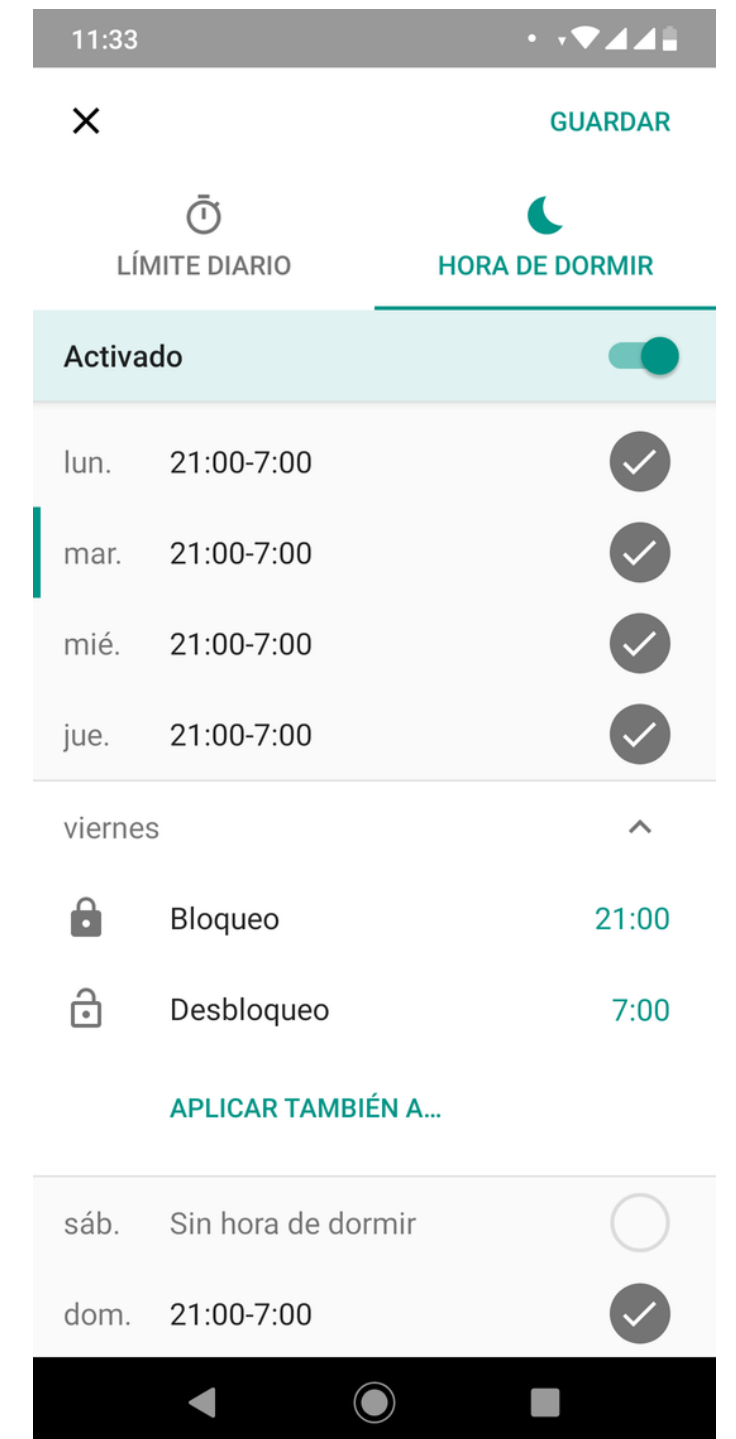 11:33
GUARDAR
LÍMITE DIARIO
HORA DE DORMIR
Activado
lun. 21:00-7:00
mar. 21:00-7:00
mié. 21:00-7:00
jue. 21:00-7:00
viernes
Bloqueo 21:00
Desbloqueo 7:00
APLICAR TAMBIÉN A...
sáb. Sin hora de dormir
dom. 21:00-7:00